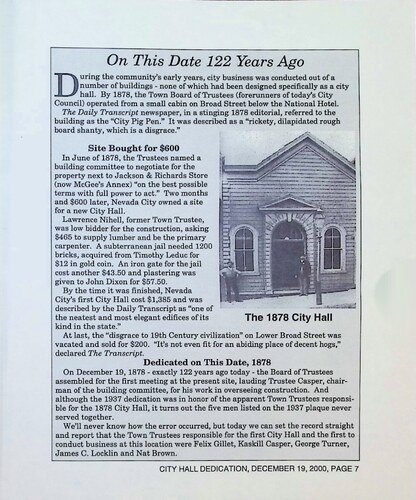 On This Date 122 Years Ago
During the community's early years, city business was conducted out of a
number of buildings - none of which had been designed specifically as a city
hall. By 1878, the Town Board of Trustees (forerunners of today's City
Council) operated from a small cabin on Broad Street below the National Hotel.
The Daily Transcript newspaper, in a stinging 1878 editorial, referred to the
building as the "City Pig Pen." It was described as a "rickety, dilapidated rough
board shanty, which is a disgrace."
Site Bought for $600
In June of 1878, the Trustees named a
building committee to negotiate for the
property next to Jackson & Richards Store
(now McGee's Annex) "on the best possible
terms with full power to act." Two months
and $600 later, Nevada City owned a site
for a new City Hall.
Lawrence Nihell, former Town Trustee,
was low bidder for the construction, asking
$465 to supply lumber and be the primary
carpenter. A subterranean jail needed 1200
bricks, acquired from Timothy Leduc for
$12 in gold coin. An iron gate for the jail
cost another $43.50 and plastering was
given to John Dixon for $57.50.
By the time it was finished, Nevada
City's first City Hall cost $1,385 and was
described by the Daily Transcript as "one of
the neatest and most elegant edifices of its
kind in the state."
The 1878 City Hall
At last, the "disgrace to 19th Century civilization" on Lower Broad Street was
vacated and sold for $200. "It's not even fit for an abiding place of decent hogs,"
declared The Transcript.
Dedicated on This Date, 1878
On December 19, 1878 - exactly 122 years ago today - the Board of Trustees
assembled for the first meeting at the present site, lauding Trustee Casper, chair-
man of the building committee, for his work in overseeing construction. And
although the 1937 dedication was in honor of the apparent Town Trustees responsi-
ble for the 1878 City Hall, it turns out the five men listed on the 1937 plaque never
served together.
We'll never know how the error occurred, but today we can set the record straight
and report that the Town Trustees responsible for the first City Hall and the first to
conduct business at this location were Felix Gillet, Kaskill Casper, George Turner,
James C. Locklin and Nat Brown.
CITY HALL DEDICATION, DECEMBER 19, 2000, PAGE 7